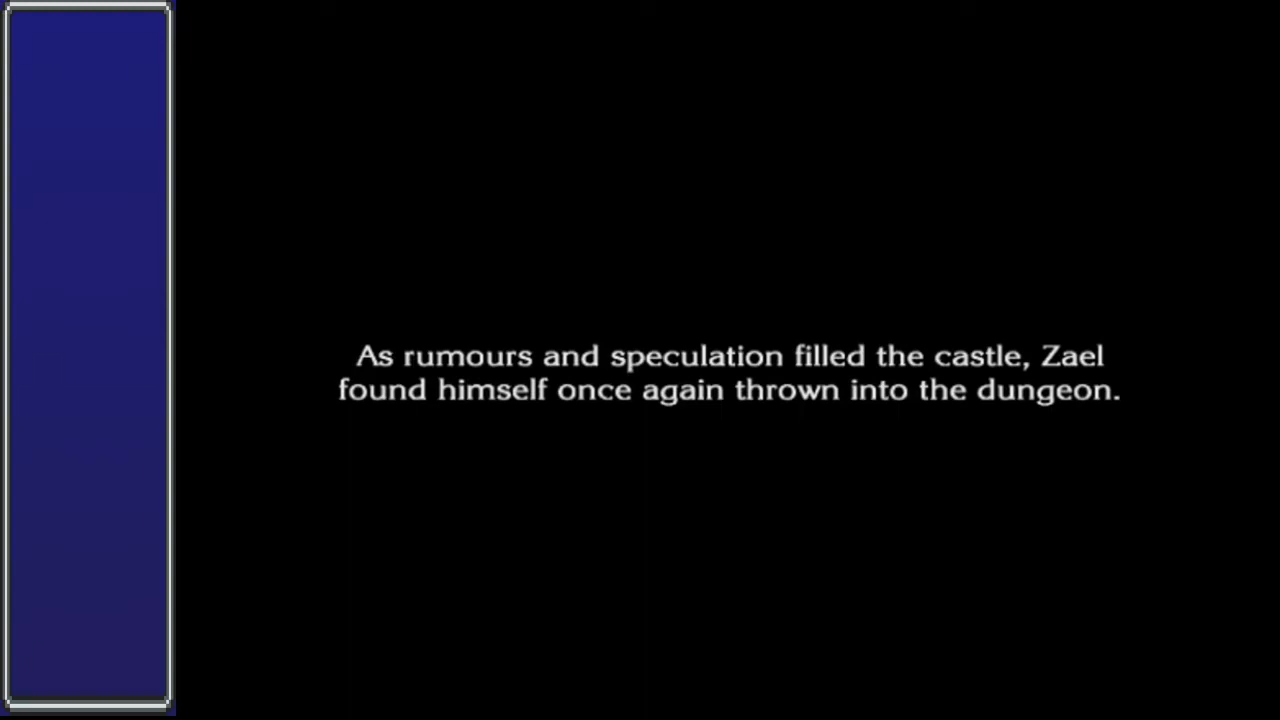 As rumours and speculation filled the castle, Zael
found himself once again thrown into the dungeon.